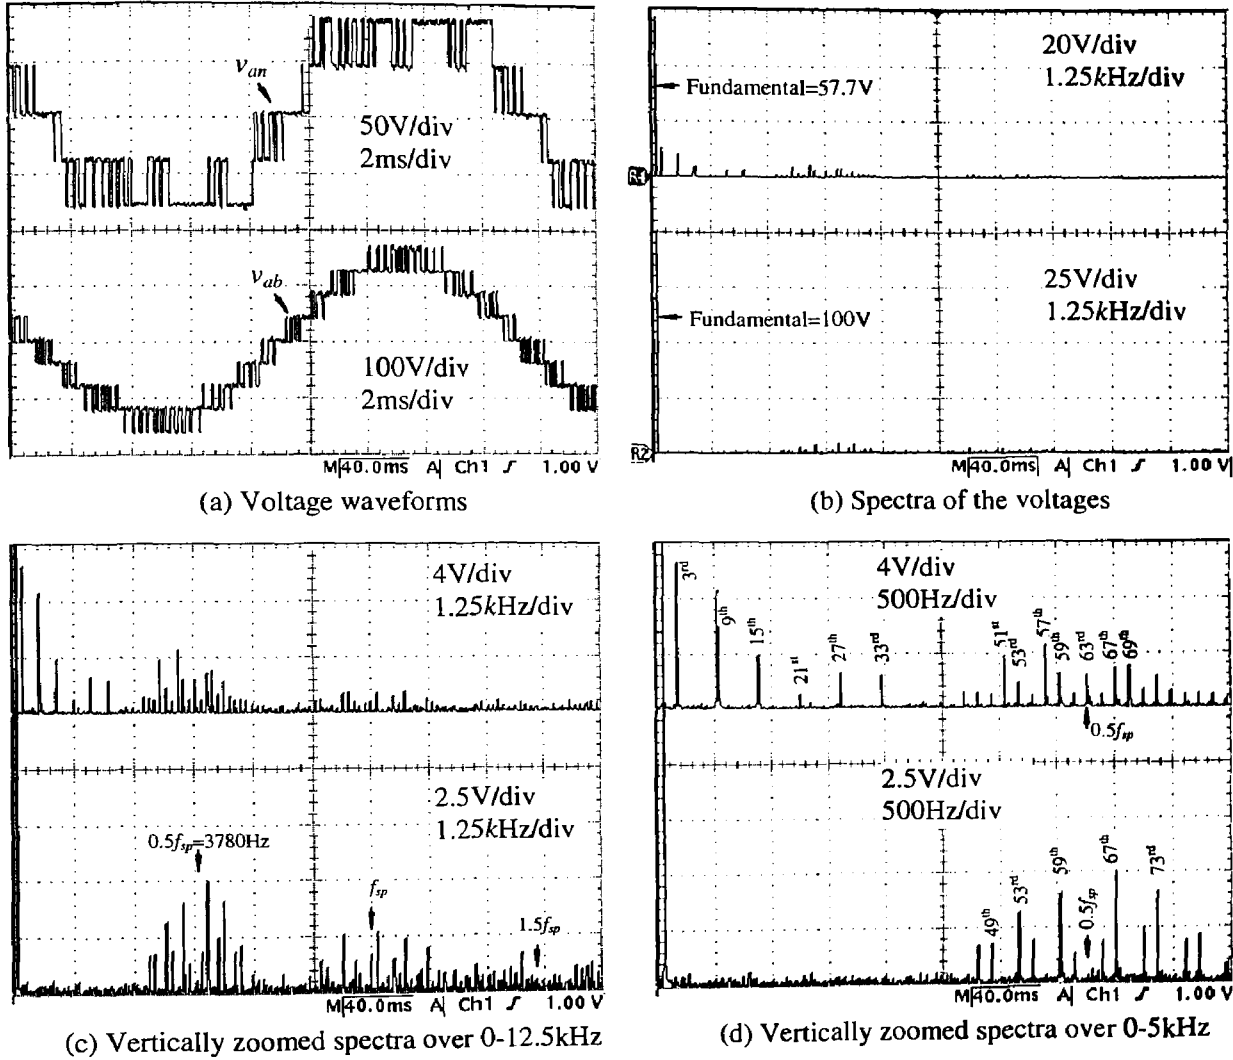 v_an
50V/div
2ms/div
v_ab
100V/div
2ms/div
M 40.0ms A Ch1 ∫ 1.00 V
(a) Voltage waveforms
20V/div
1.25kHz/div
Fundamental=57.7V
25V/div
1.25kHz/div
Fundamental=100V
R2
M 40.0ms A Ch1 ∫ 1.00 V
(b) Spectra of the voltages
4V/div
1.25kHz/div
2.5V/div
1.25kHz/div
0.5f_sp=3780Hz
f_sp
1.5f_sp
M 40.0ms A Ch1 ∫ 1.00 V
(c) Vertically zoomed spectra over 0-12.5kHz
4V/div
500Hz/div
3rd
9th
15th
21st
27th
33rd
51st
53rd
57th
59th
63rd
67th
69th
0.5f_sp
2.5V/div
500Hz/div
49th
53rd
59th
0.5f_sp
67th
73rd
M 40.0ms A Ch1 ∫ 1.00 V
(d) Vertically zoomed spectra over 0-5kHz